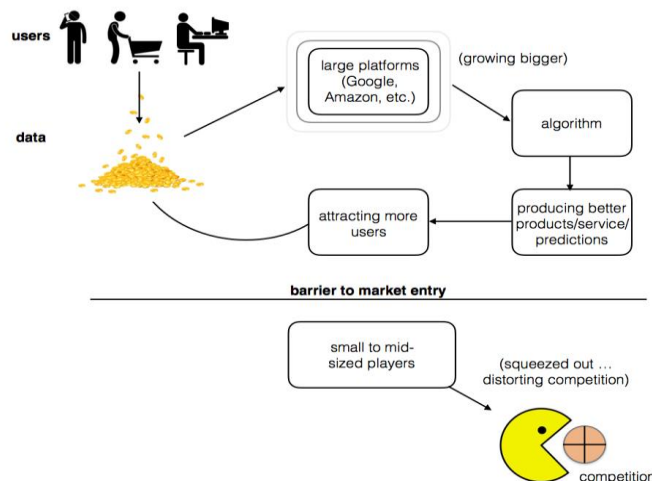 users
large platforms
(Google,
Amazon, etc.)
(growing bigger)
data
algorithm
attracting more
users
producing better
products/service/
predictions
barrier to market entry
small to mid-
sized players
(squeezed out ...
distorting competition)
competition